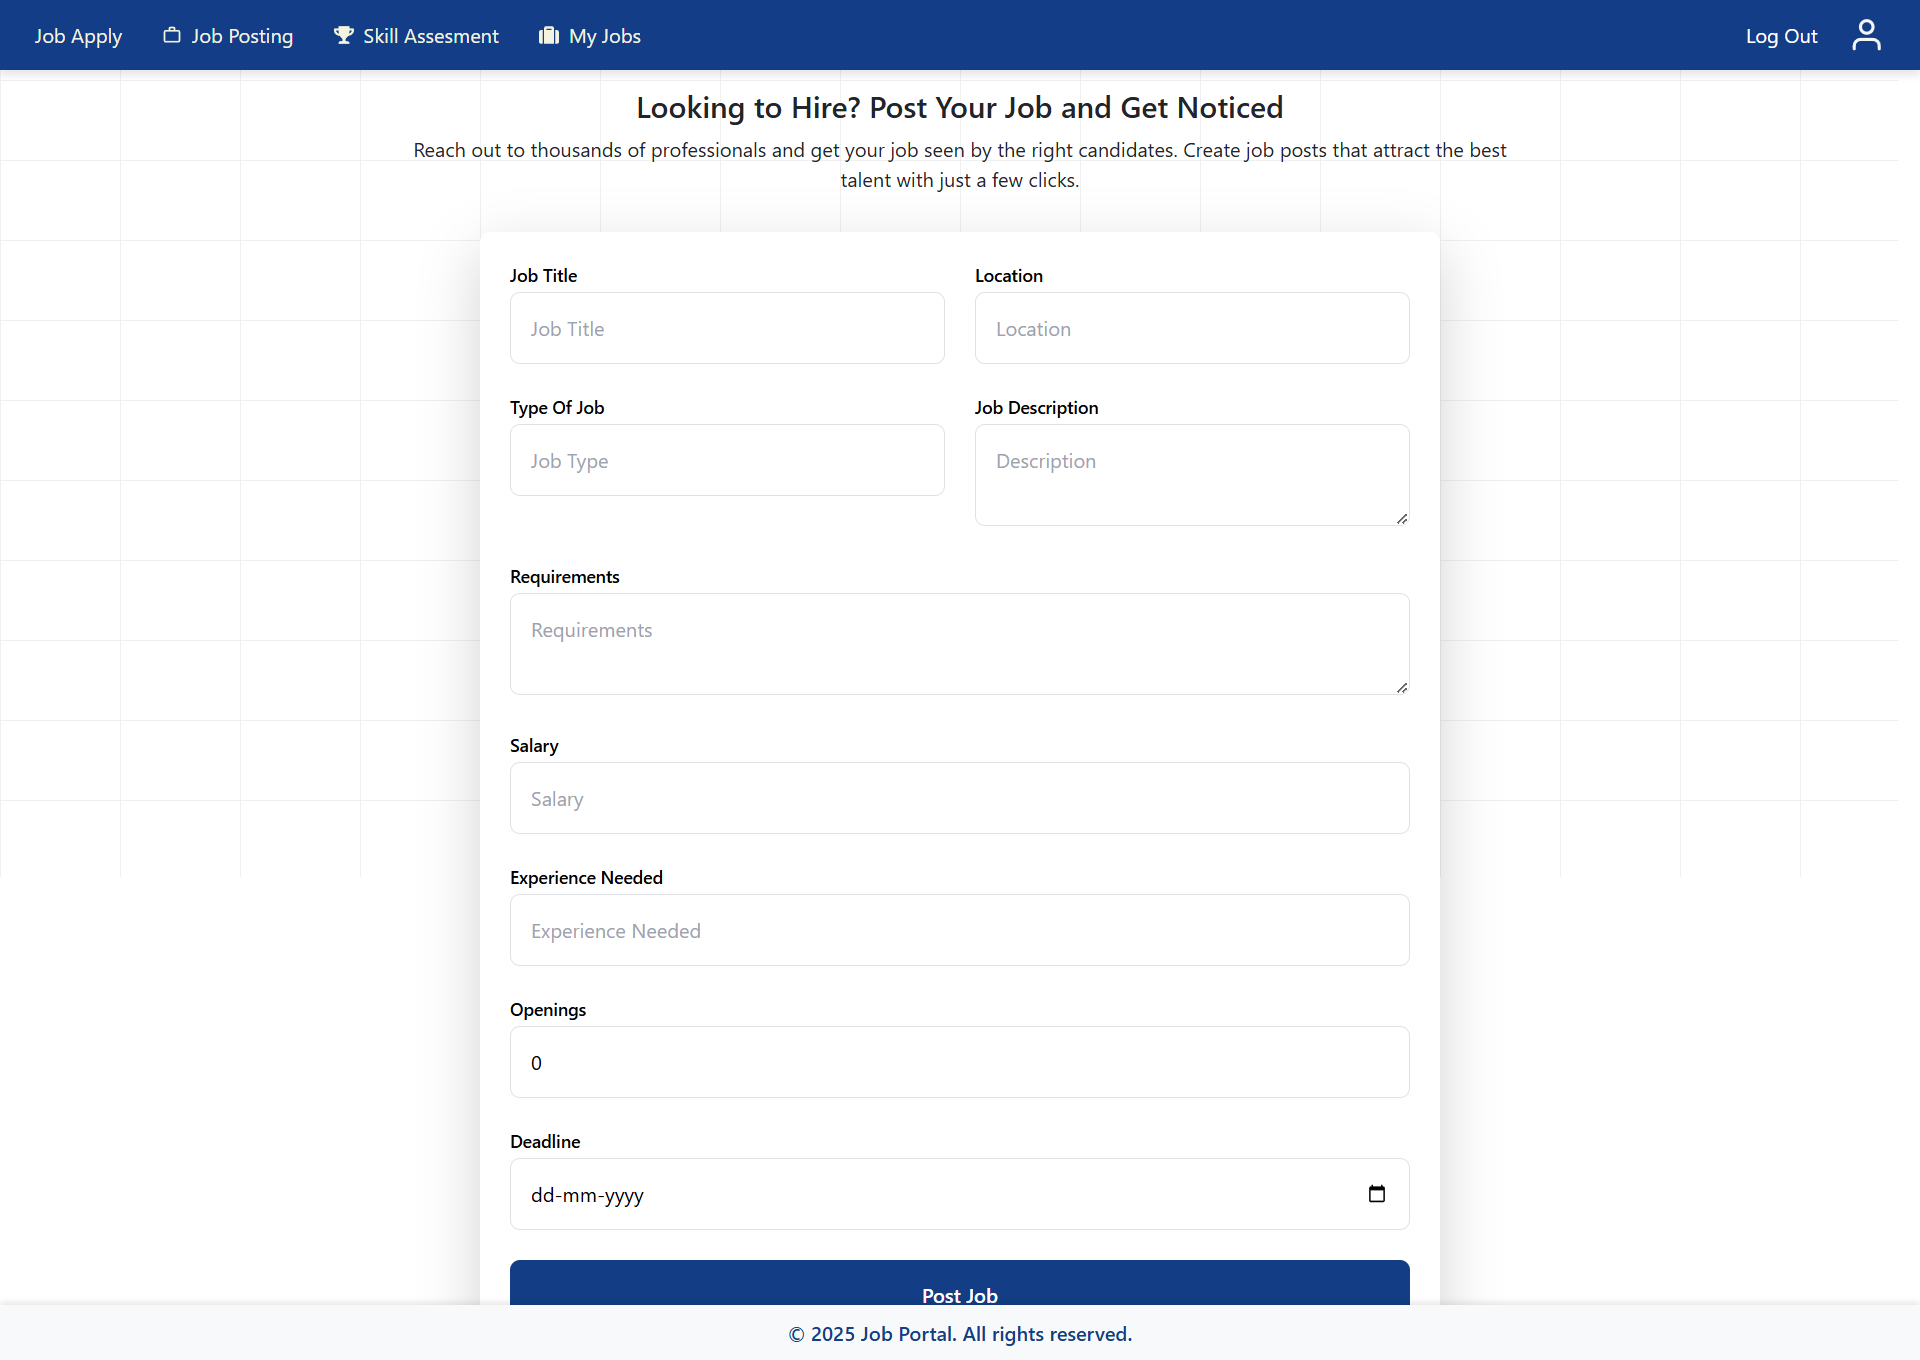 Job Apply Job Posting Skill Assesment My Jobs Log Out
Looking to Hire? Post Your Job and Get Noticed
Reach out to thousands of professionals and get your job seen by the right candidates. Create job posts that attract the best
talent with just a few clicks.
Job Title Location
Job Title Location
Type Of Job Job Description
Job Type Description
Requirements
Requirements
Salary
Salary
Experience Needed
Experience Needed
Openings
0
Deadline
dd-mm-yyyy
Post Job
© 2025 Job Portal. All rights reserved.